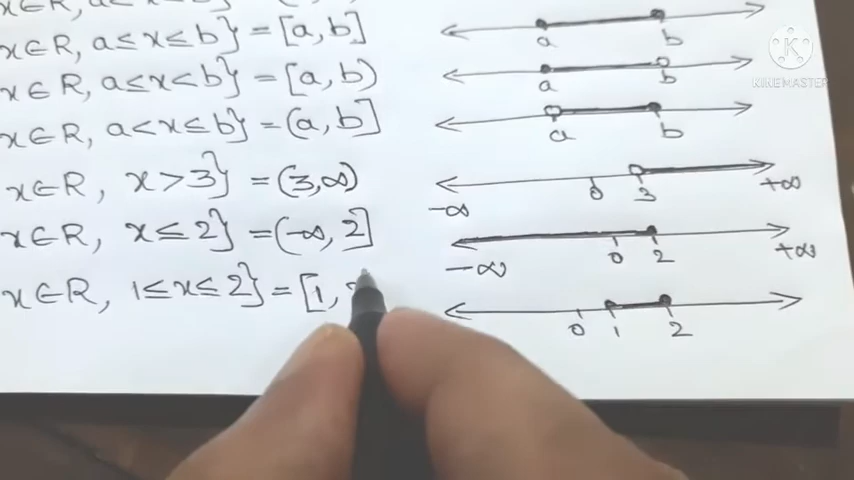 x∈R, a≤x≤b} = [a, b]
a b
x∈R, a≤x<b} = [a, b)
a b
x∈R, a<x≤b} = (a, b]
a b
x∈R, x>3} = (3,∞)
-∞ 0 3 +∞
x∈R, x≤2} = (-∞, 2]
-∞ 0 2 +∞
x∈R, 1≤x≤2} = [1,
0 1 2
KINEMASTER